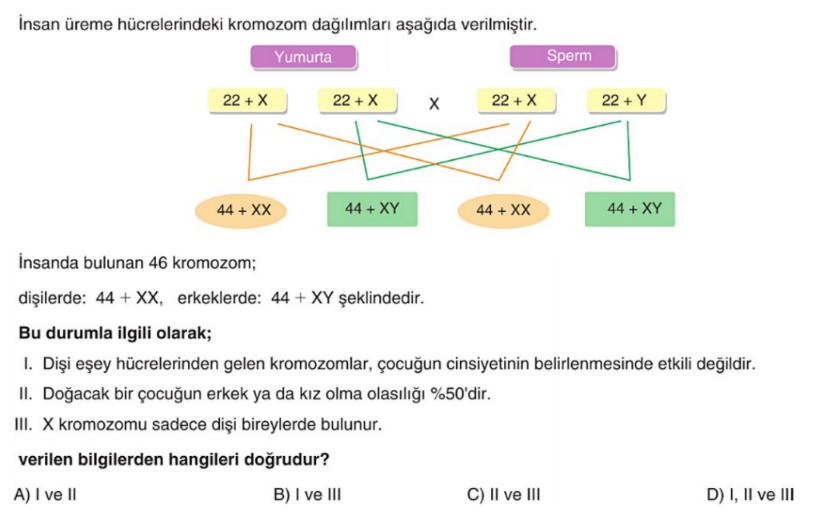 İnsan üreme hücrelerindeki kromozom dağılımları aşağıda verilmiştir.
Yumurta Sperm
22 + X 22 + X X 22 + X 22 + Y
44 + XX 44 + XY 44 + XX 44 + XY
İnsanda bulunan 46 kromozom;
dişilerde: 44 + XX, erkeklerde: 44 + XY şeklindedir.
Bu durumla ilgili olarak;
I. Dişi eşey hücrelerinden gelen kromozomlar, çocuğun cinsiyetinin belirlenmesinde etkili değildir.
II. Doğacak bir çocuğun erkek ya da kız olma olasılığı %50'dir.
III. X kromozomu sadece dişi bireylerde bulunur.
verilen bilgilerden hangileri doğrudur?
A) I ve II B) I ve III C) II ve III D) I, II ve III